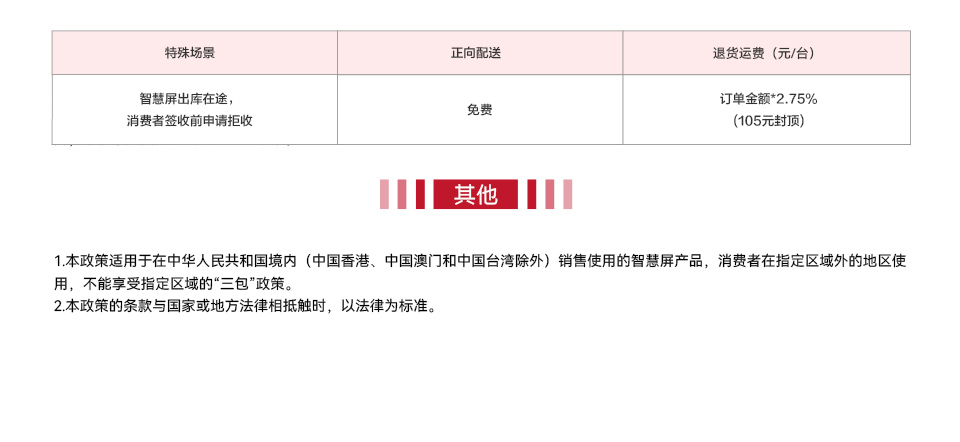 特殊场景 正向配送 退货运费（元/台）
智慧屏出库在途，
消费者签收前申请拒收
免费
订单金额*2.75%
（105元封顶）
其他
1.本政策适用于在中华人民共和国境内（中国香港、中国澳门和中国台湾除外）销售使用的智慧屏产品，消费者在指定区域外的地区使
用，不能享受指定区域的“三包”政策。
2.本政策的条款与国家或地方法律相抵触时，以法律为标准。